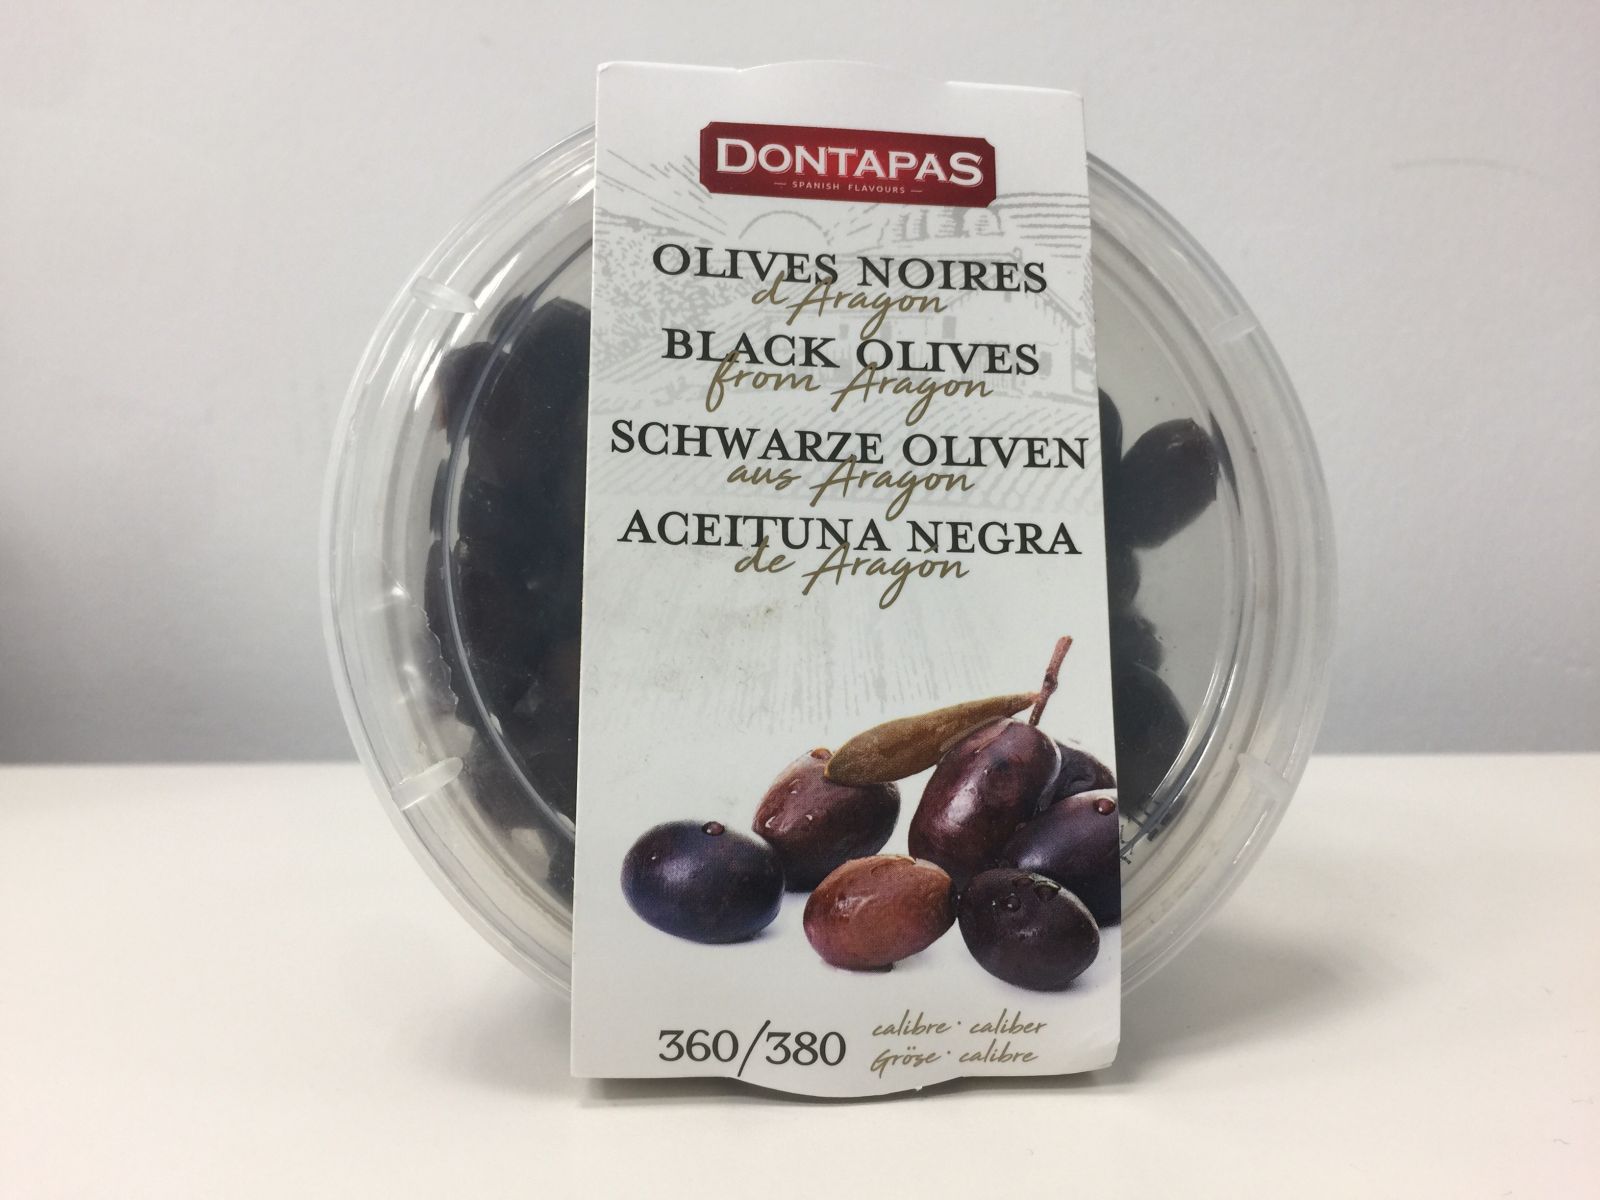 DONTAPAS
— SPANISH FLAVOURS —
OLIVES NOIRES
d'Aragon
BLACK OLIVES
from Aragon
SCHWARZE OLIVEN
aus Aragon
ACEITUNA NEGRA
de Aragón
360/380
calibre · caliber
Gröse · calibre